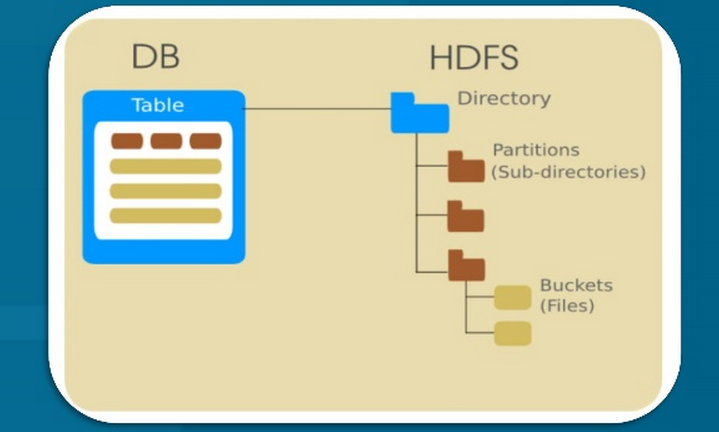 DB
HDFS
Table
Directory
Partitions
(Sub-directories)
Buckets
(Files)